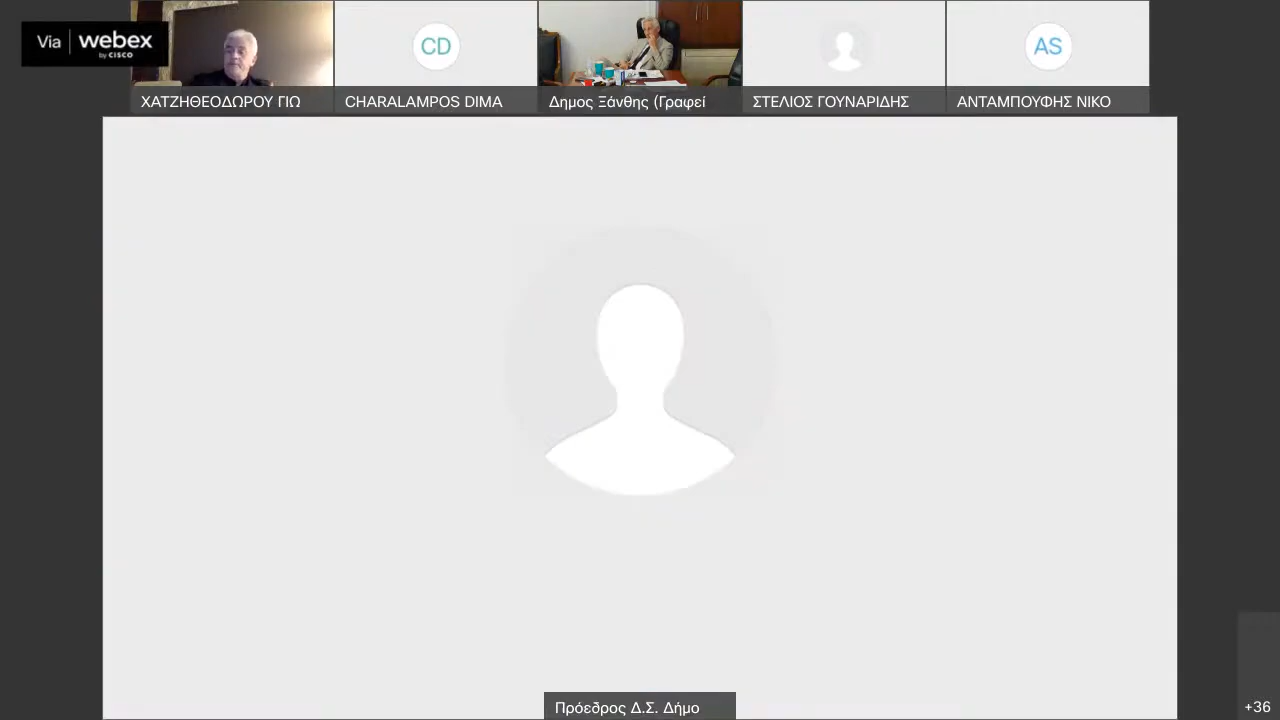 Via webex
by CISCO
ΧΑΤΖΗΘΕΟΔΩΡΟΥ ΓΙΩ
CD
CHARALAMPOS DIMA
Δημος Ξάνθης (Γραφεί
ΣΤΕΛΙΟΣ ΓΟΥΝΑΡΙΔΗΣ
AS
ΑΝΤΑΜΠΟΥΦΗΣ ΝΙΚΟ
Πρόεδρος Δ.Σ. Δήμο
+36